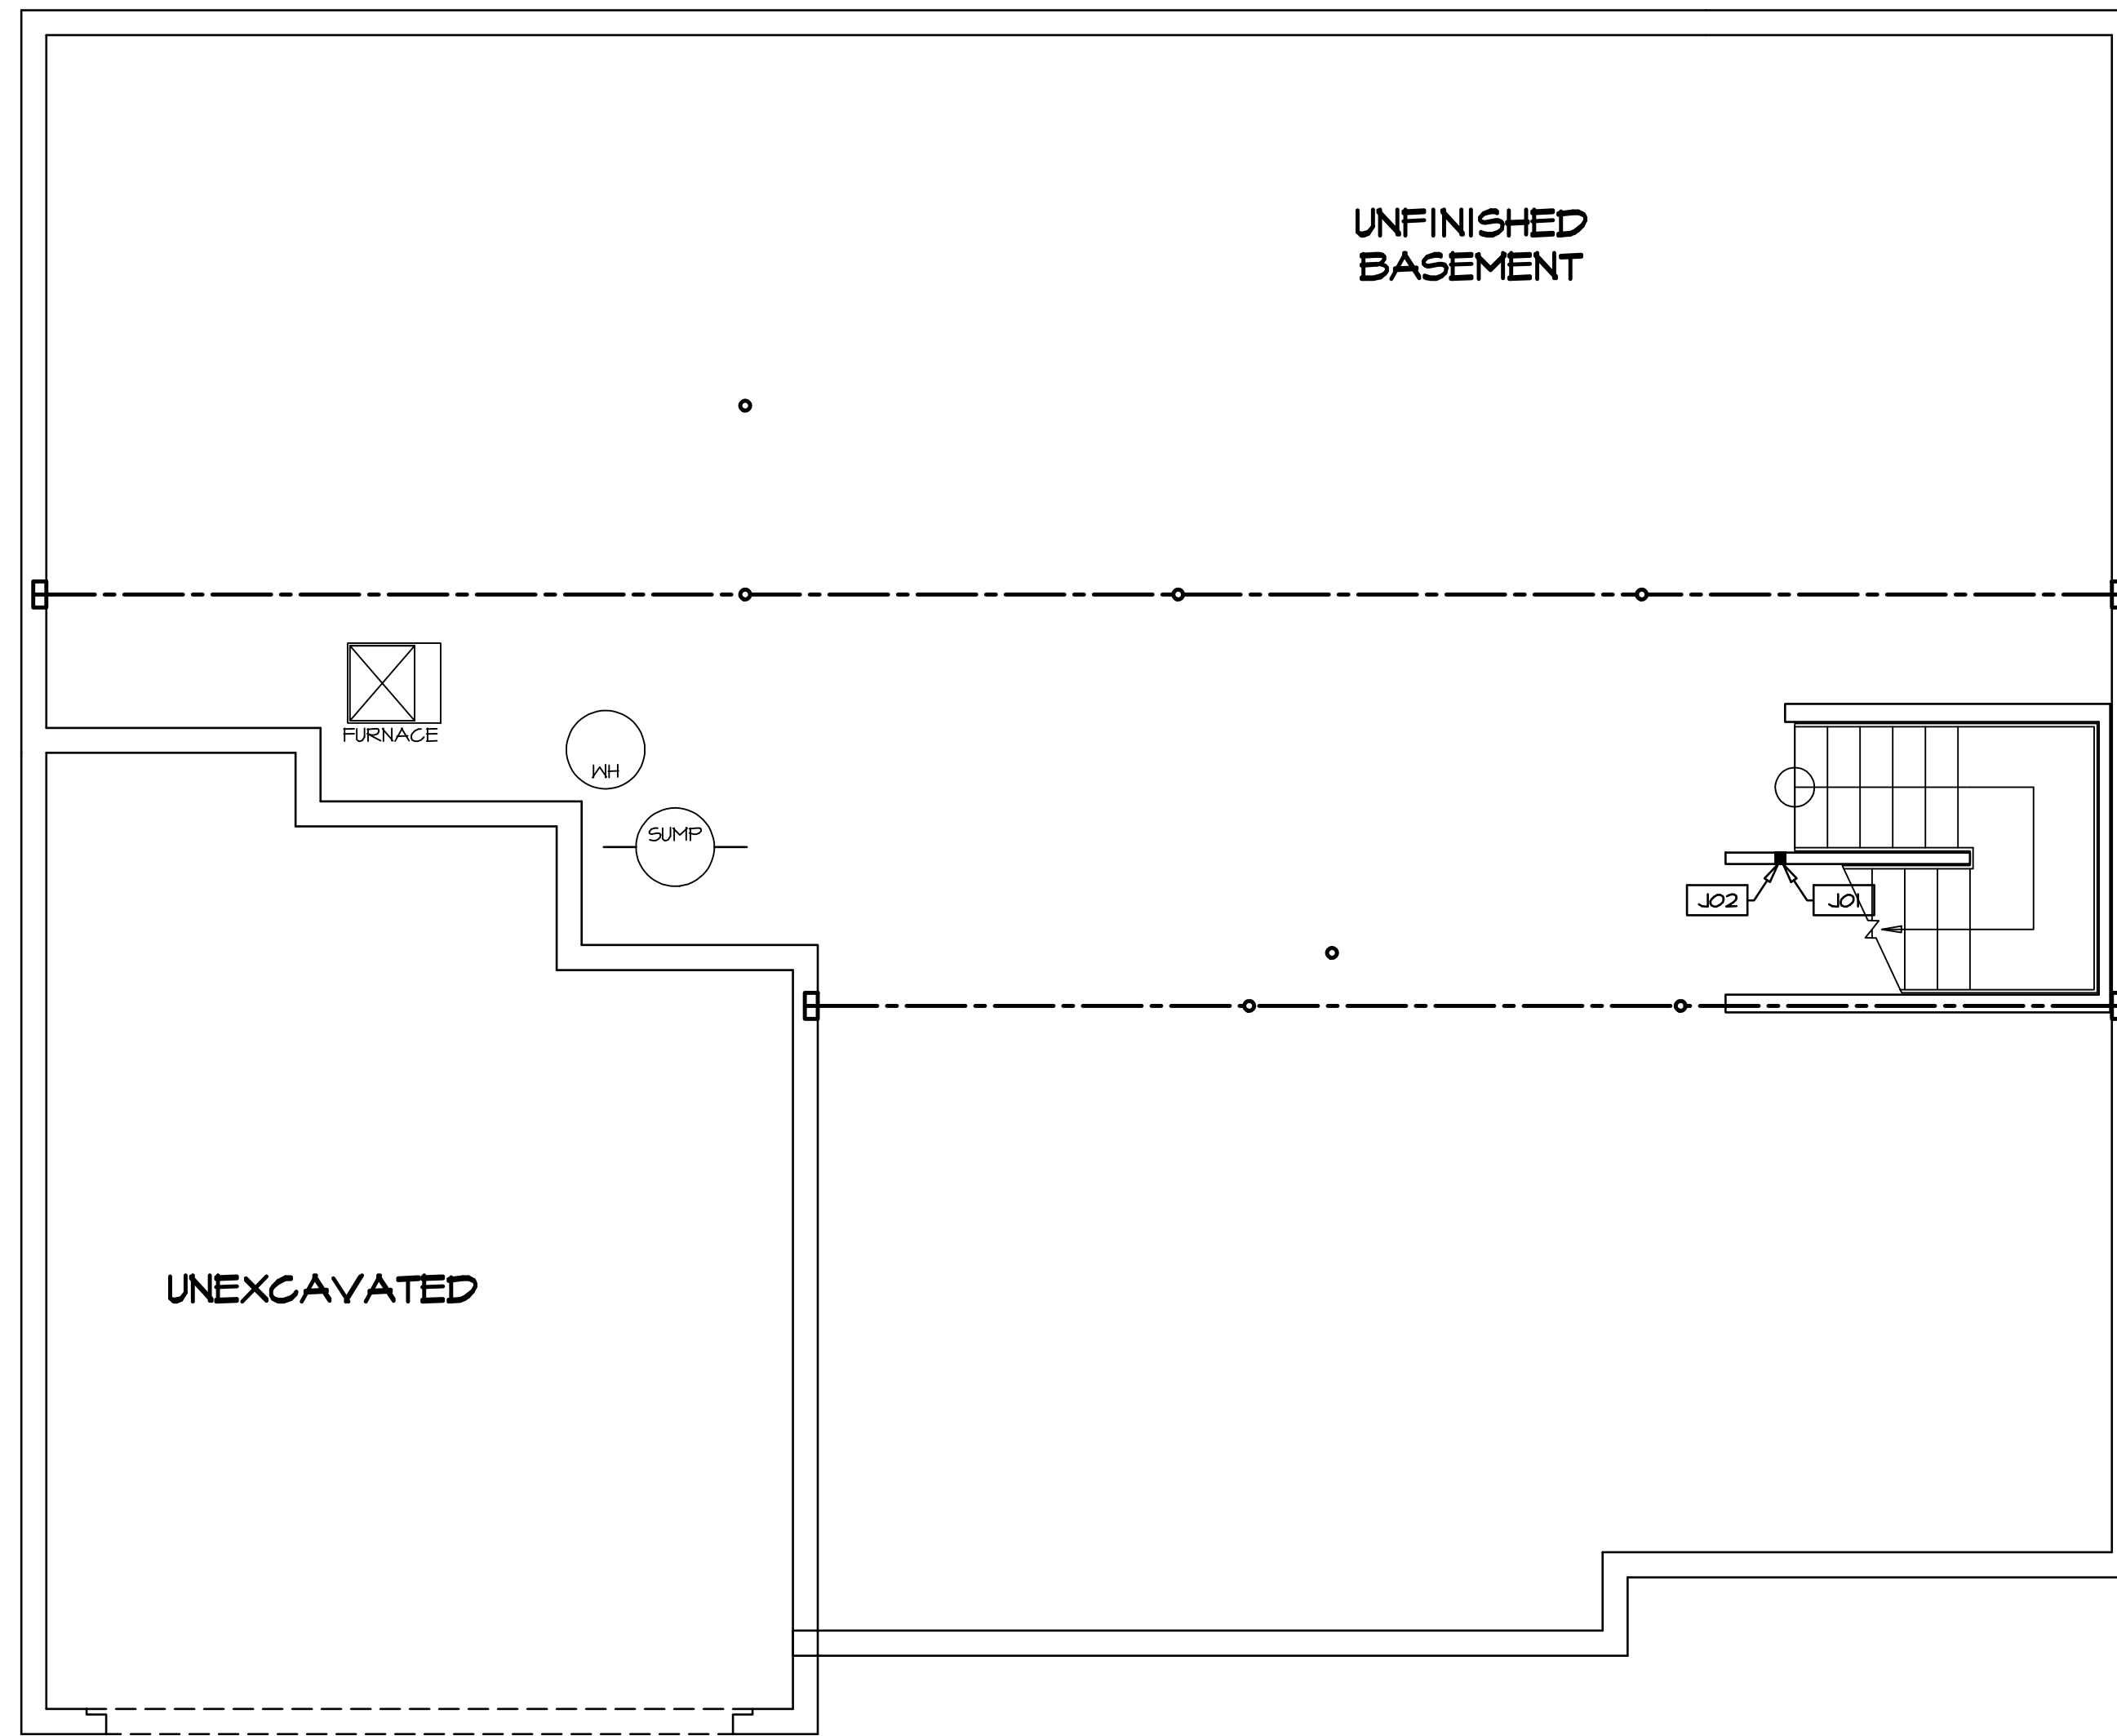 UNFINISHED
BASEMENT
FURNACE
WH
SUMP
J02
J01
UNEXCAVATED